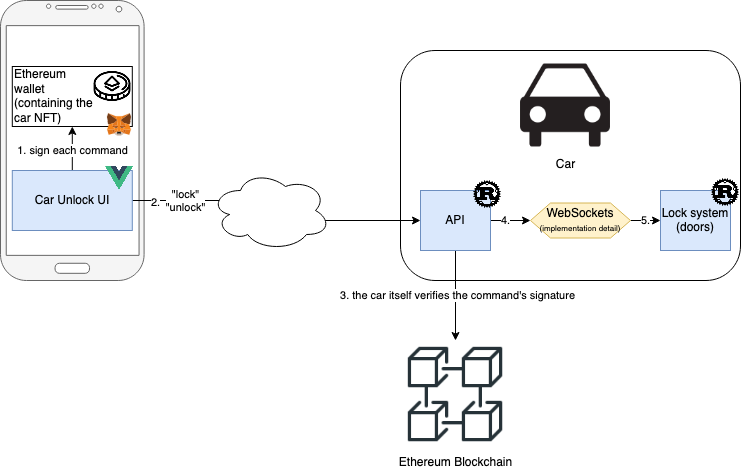 Ethereum
wallet
(containing the
car NFT)
1. sign each command
Car Unlock UI
2.
"lock"
"unlock"
Car
API
4.
WebSockets
(implementation detail)
5.
Lock system
(doors)
3. the car itself verifies the command's signature
Ethereum Blockchain